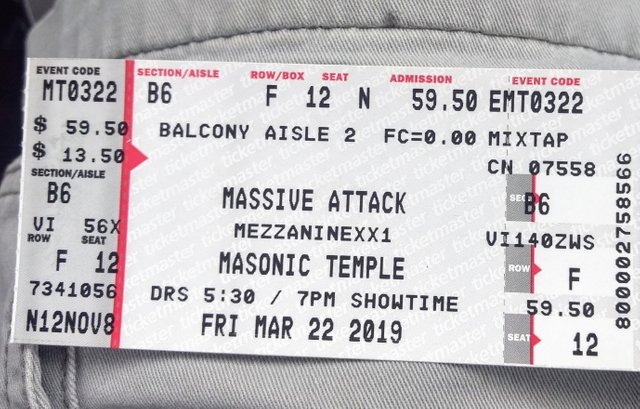 EVENT CODE
MT0322
$ 59.50
$ 13.50
SECTION/AISLE
B6
VI 56X
ROW SEAT
F 12
7341056
N12NOV8
SECTION/AISLE ROW/BOX SEAT ADMISSION
B6 F 12 N 59.50
BALCONY AISLE 2 FC=0.00
MASSIVE ATTACK
MEZZANINEXX1
MASONIC TEMPLE
DRS 5:30 / 7PM SHOWTIME
FRI MAR 22 2019
EVENT CODE
EMT0322
MIXTAP
CN 07558
SEC B6
VI140ZWS
ROW F
59.50
SEAT 12
8000002758566
ticketmaster